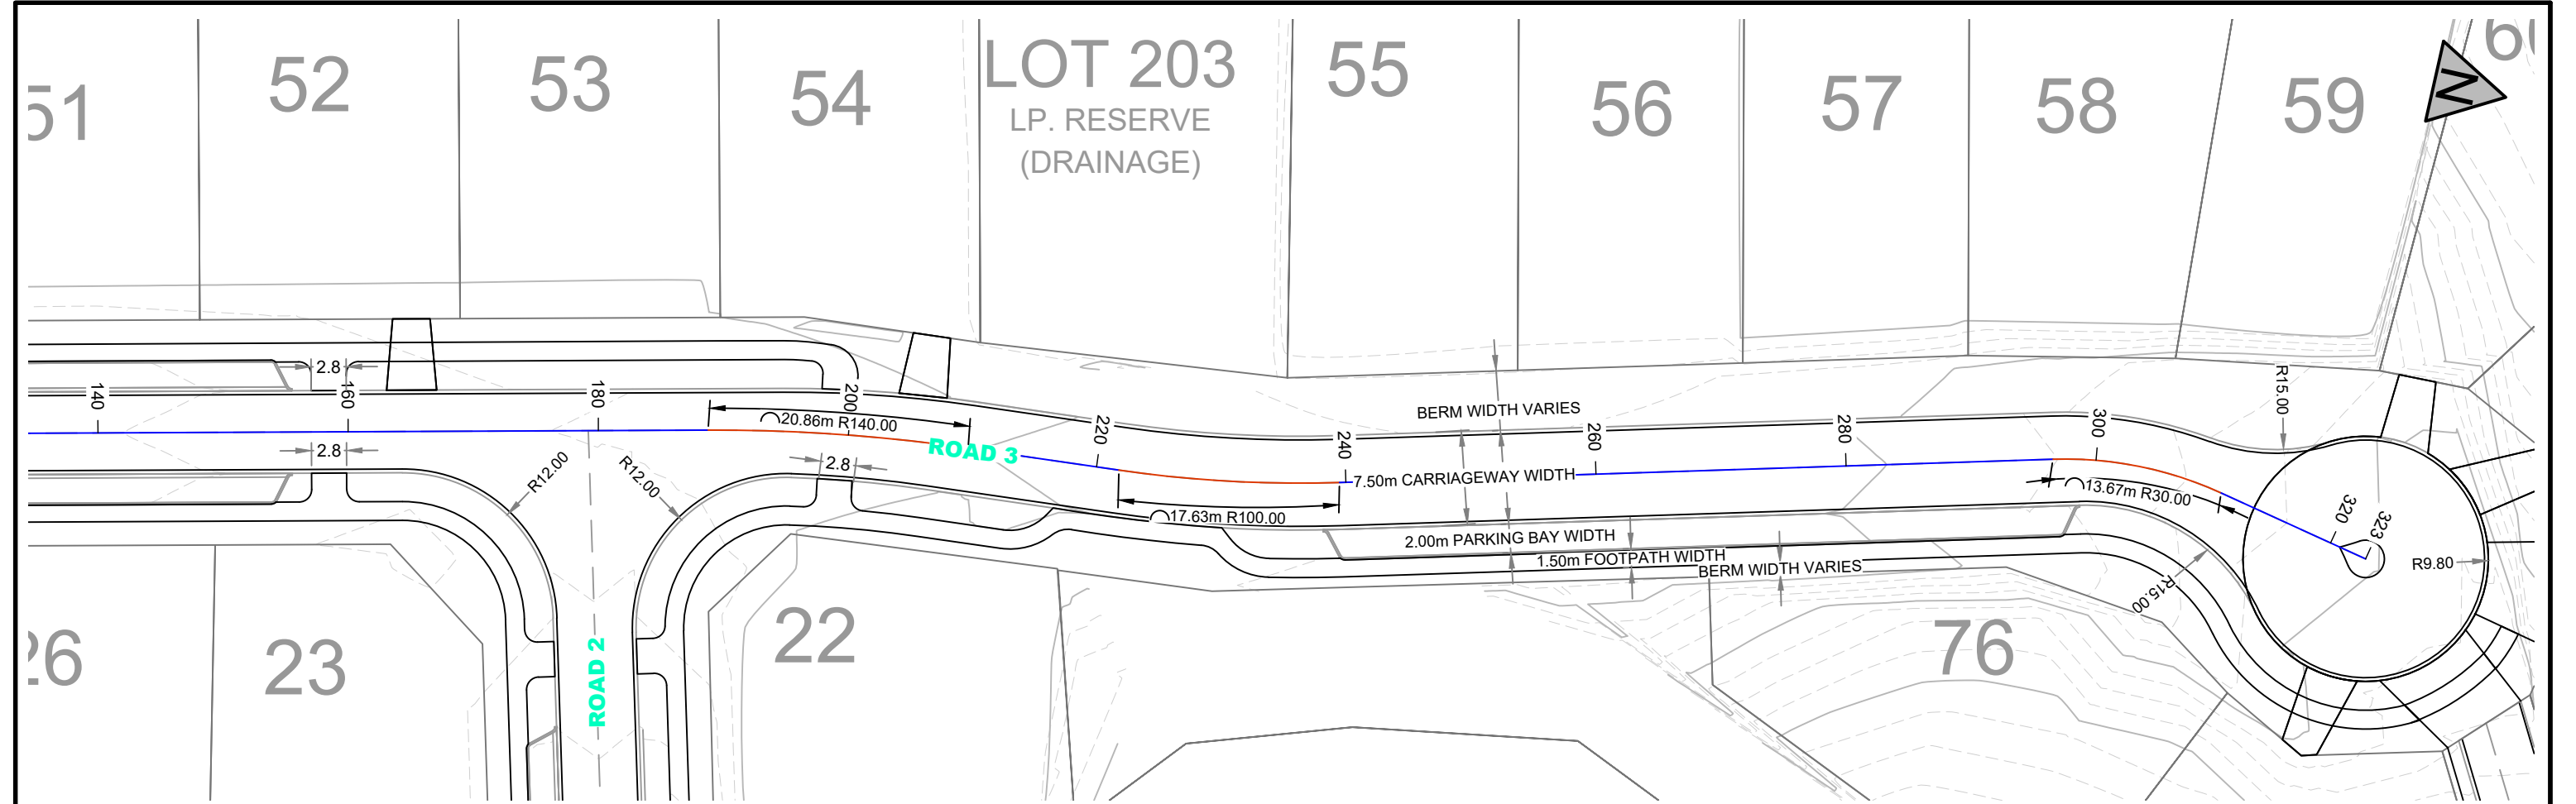 51
52
53
54
LOT 203
LP. RESERVE
(DRAINAGE)
55
56
57
58
59
60
N
2.8
140
160
180
200
20.86m R140.00
ROAD 3
220
240
260
280
300
320
323
BERM WIDTH VARIES
7.50m CARRIAGEWAY WIDTH
17.63m R100.00
13.67m R30.00
R15.00
2.8
R12.00
R12.00
2.8
2.00m PARKING BAY WIDTH
1.50m FOOTPATH WIDTH
BERM WIDTH VARIES
R15.00
R9.80
26
23
ROAD 2
22
76